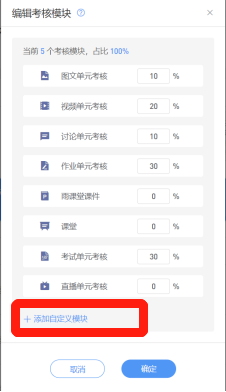 编辑考核模块 ? ×
当前 5 个考核模块，占比 100%
图文单元考核 10 %
视频单元考核 20 %
讨论单元考核 10 %
作业单元考核 30 %
雨课堂课件 0 %
课堂 0 %
考试单元考核 30 %
直播单元考核 0 %
+ 添加自定义模块
取消 确定